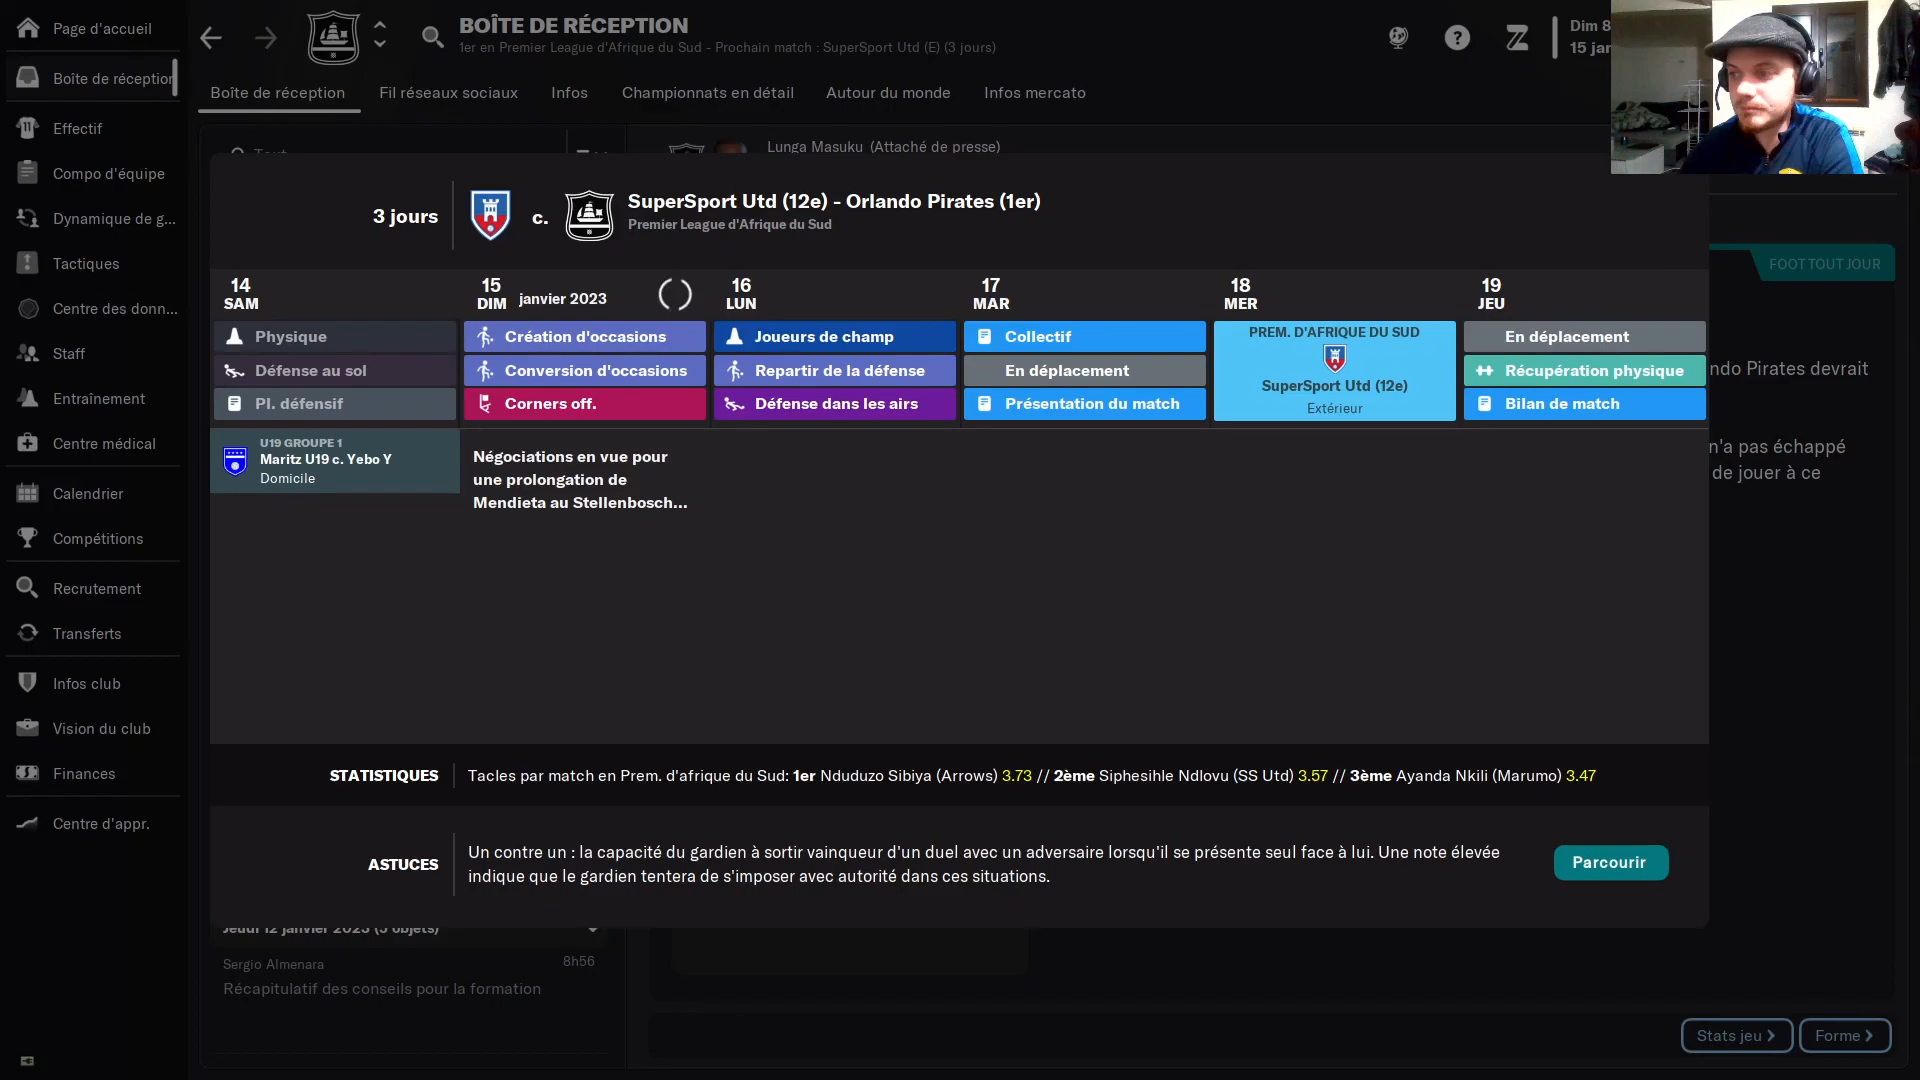 Page d'accueil
Boîte de réception
Effectif
Compo d'équipe
Dynamique de g...
Tactiques
Centre des donn...
Staff
Entraînement
Centre médical
Calendrier
Compétitions
Recrutement
Transferts
Infos club
Vision du club
Finances
Centre d'appr.
BOÎTE DE RÉCEPTION
1er en Premier League d'Afrique du Sud - Prochain match : SuperSport Utd (E) (3 jours)
Dim 8
15 jan
Boîte de réception
Fil réseaux sociaux
Infos
Championnats en détail
Autour du monde
Infos mercato
Lunga Masuku (Attaché de presse)
FOOT TOUT JOUR
ndo Pirates devrait
n'a pas échappé
de jouer à ce
3 jours
c.
SuperSport Utd (12e) - Orlando Pirates (1er)
Premier League d'Afrique du Sud
14
SAM
15
DIM janvier 2023
16
LUN
17
MAR
18
MER
19
JEU
Physique
Défense au sol
Pl. défensif
Création d'occasions
Conversion d'occasions
Corners off.
Joueurs de champ
Repartir de la défense
Défense dans les airs
Collectif
En déplacement
Présentation du match
PREM. D'AFRIQUE DU SUD
SuperSport Utd (12e)
Extérieur
En déplacement
Récupération physique
Bilan de match
U19 GROUPE 1
Maritz U19 c. Yebo Y
Domicile
Négociations en vue pour
une prolongation de
Mendieta au Stellenbosch...
STATISTIQUES
Tacles par match en Prem. d'afrique du Sud: 1er Nduduzo Sibiya (Arrows) 3.73 // 2ème Siphesihle Ndlovu (SS Utd) 3.57 // 3ème Ayanda Nkili (Marumo) 3.47
ASTUCES
Un contre un : la capacité du gardien à sortir vainqueur d'un duel avec un adversaire lorsqu'il se présente seul face à lui. Une note élevée
indique que le gardien tentera de s'imposer avec autorité dans ces situations.
Parcourir
Jeudi 12 janvier 2023 (5 objets)
Sergio Almenara
8h56
Récapitulatif des conseils pour la formation
Stats jeu
Forme